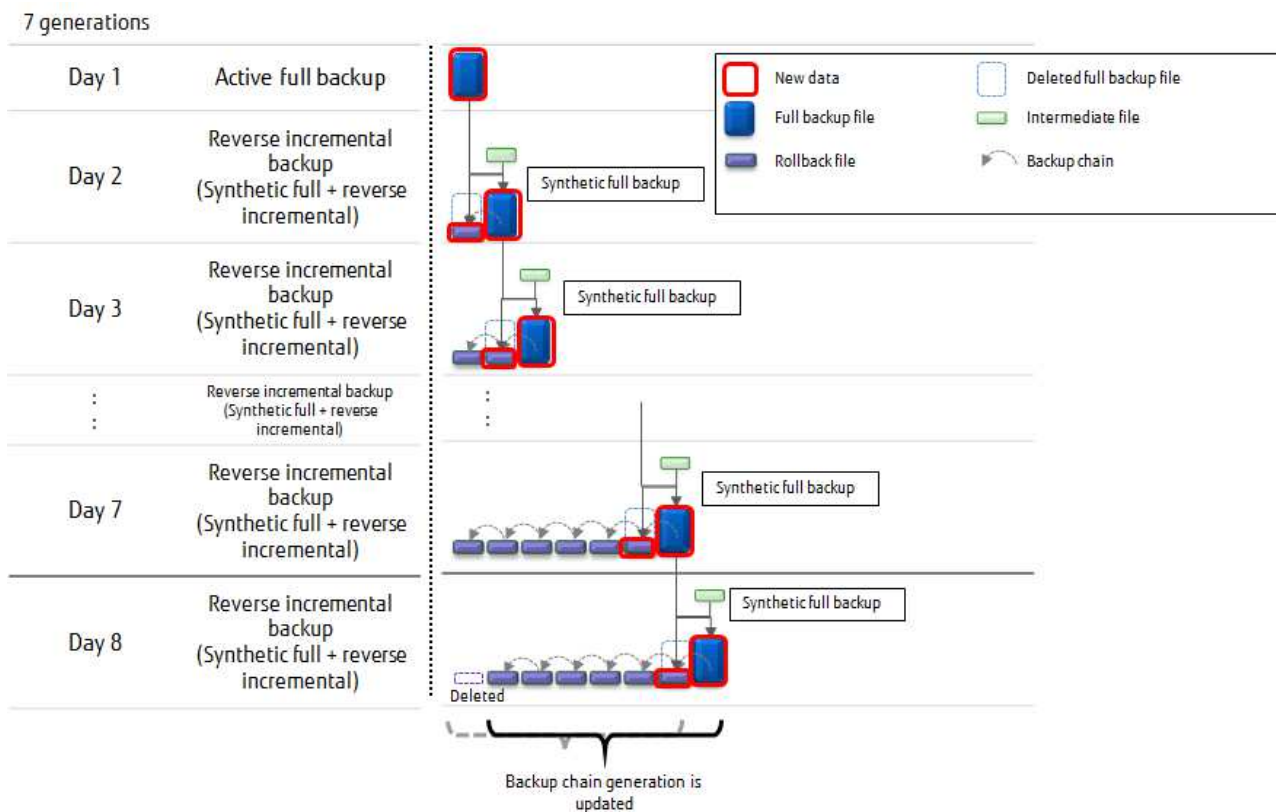 7 generations
Day 1
Active full backup
New data
Deleted full backup file
Full backup file
Intermediate file
Rollback file
Backup chain
Day 2
Reverse incremental
backup
(Synthetic full + reverse
incremental)
Synthetic full backup
Day 3
Reverse incremental
backup
(Synthetic full + reverse
incremental)
Synthetic full backup
:
:
Reverse incremental backup
(Synthetic full + reverse
incremental)
:
:
Day 7
Reverse incremental
backup
(Synthetic full + reverse
incremental)
Synthetic full backup
Day 8
Reverse incremental
backup
(Synthetic full + reverse
incremental)
Synthetic full backup
Deleted
Backup chain generation is
updated